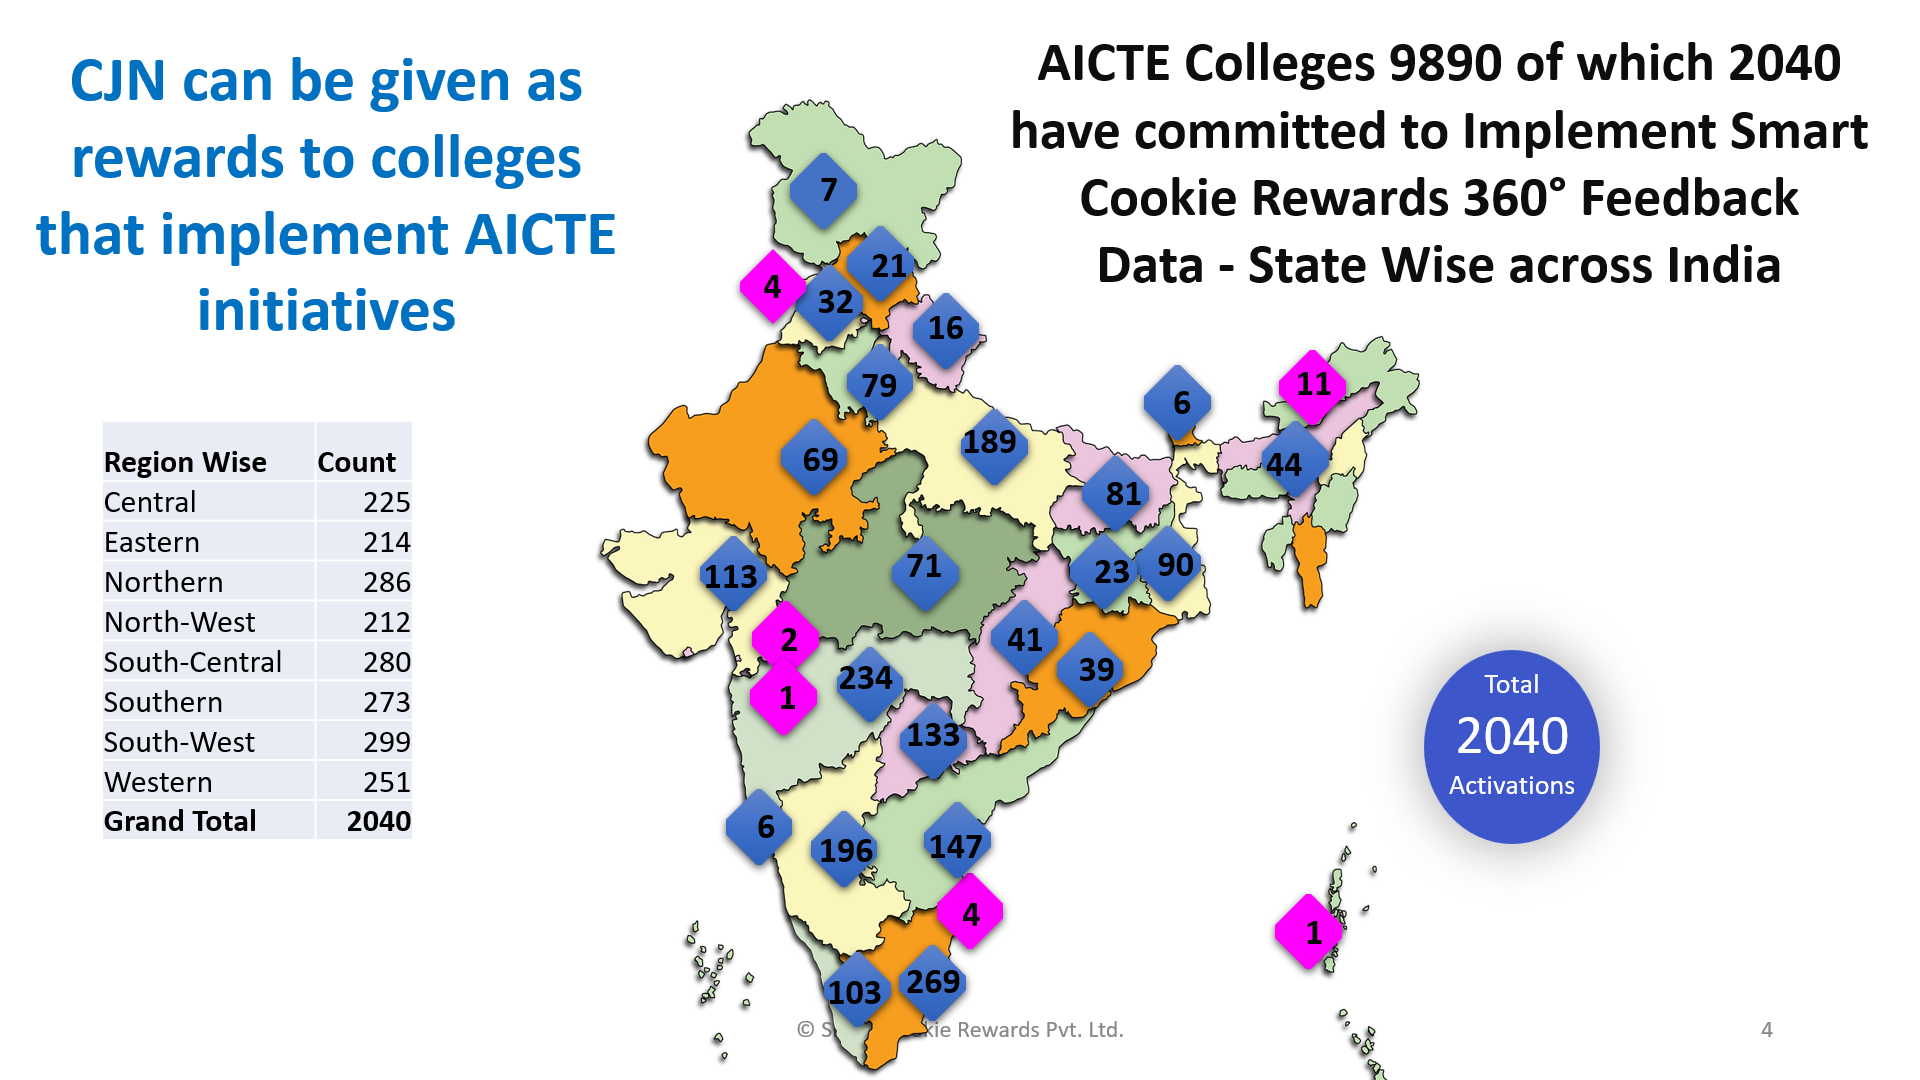 CJN can be given as
rewards to colleges
that implement AICTE
initiatives
AICTE Colleges 9890 of which 2040
have committed to Implement Smart
Cookie Rewards 360° Feedback
Data - State Wise across India
Region Wise Count
Central 225
Eastern 214
Northern 286
North-West 212
South-Central 280
Southern 273
South-West 299
Western 251
Grand Total 2040
7
21
4
32
16
79
11
6
189
69
44
81
113
71
23
90
2
41
234
39
1
133
6
196
147
4
1
103
269
Total
2040
Activations
© S kie Rewards Pvt. Ltd.
4